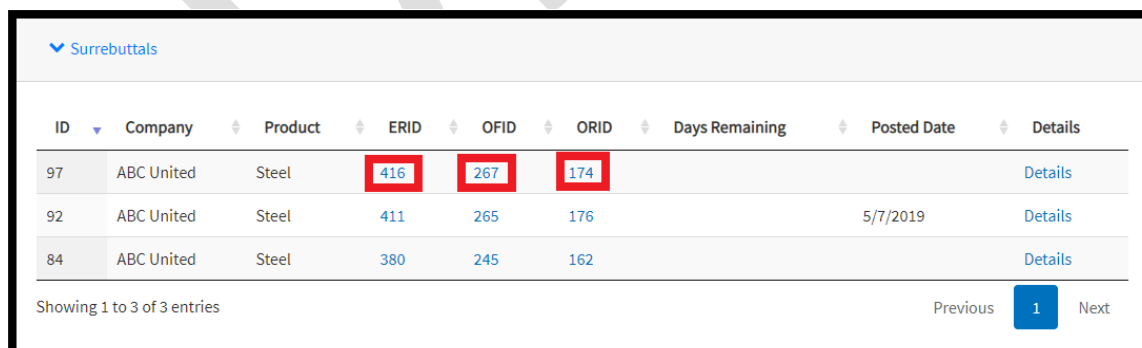 Surrebuttals
ID Company Product ERID OFID ORID Days Remaining Posted Date Details
97 ABC United Steel 416 267 174 Details
92 ABC United Steel 411 265 176 5/7/2019 Details
84 ABC United Steel 380 245 162 Details
Showing 1 to 3 of 3 entries Previous 1 Next